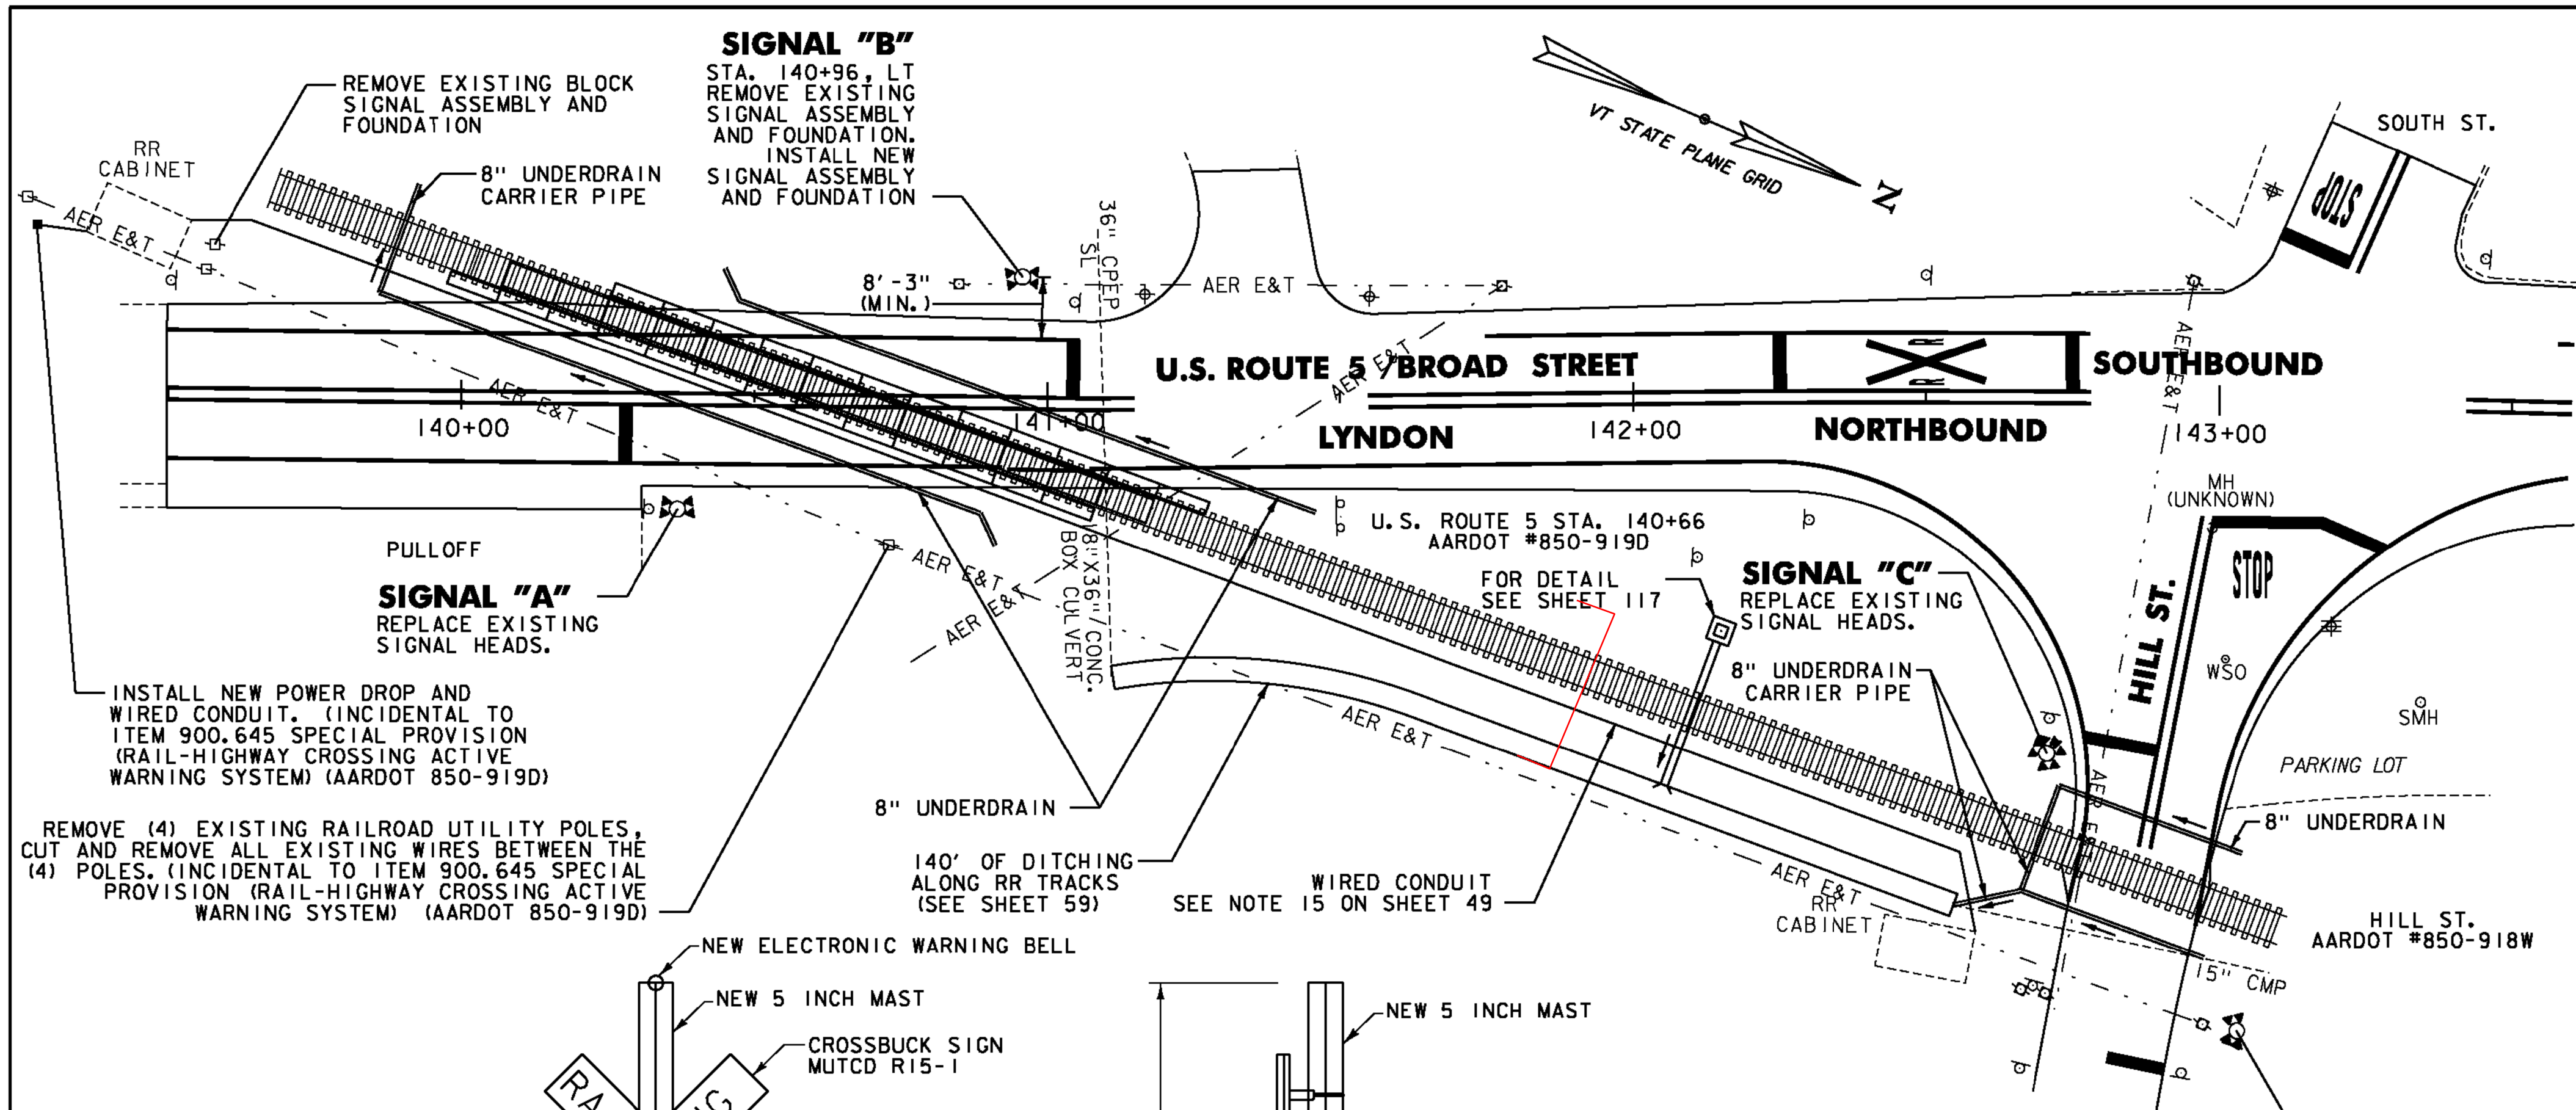 SIGNAL "B"
STA. 140+96, LT
REMOVE EXISTING
SIGNAL ASSEMBLY
AND FOUNDATION.
INSTALL NEW
SIGNAL ASSEMBLY
AND FOUNDATION
REMOVE EXISTING BLOCK
SIGNAL ASSEMBLY AND
FOUNDATION
RR
CABINET
8" UNDERDRAIN
CARRIER PIPE
AER E&T
VT STATE PLANE GRID
N
SOUTH ST.
STOP
36" CPEP
SL
8'-3"
(MIN.)
AER E&T
U.S. ROUTE 5 / BROAD STREET
AER E&T
R
R
SOUTHBOUND
AER E&T
AER E&T
140+00
141+00
LYNDON
142+00
NORTHBOUND
143+00
MH
(UNKNOWN)
PULLOFF
SIGNAL "A"
REPLACE EXISTING
SIGNAL HEADS.
AER E&T
AER E&T
18"X36" CONC.
BOX CULVERT
U.S. ROUTE 5 STA. 140+66
AARDOT #850-919D
FOR DETAIL
SEE SHEET 117
SIGNAL "C"
REPLACE EXISTING
SIGNAL HEADS.
8" UNDERDRAIN
CARRIER PIPE
HILL ST.
STOP
WSO
SMH
PARKING LOT
8" UNDERDRAIN
INSTALL NEW POWER DROP AND
WIRED CONDUIT. (INCIDENTAL TO
ITEM 900.645 SPECIAL PROVISION
(RAIL-HIGHWAY CROSSING ACTIVE
WARNING SYSTEM) (AARDOT 850-919D)
AER E&T
AER E&T
REMOVE (4) EXISTING RAILROAD UTILITY POLES,
CUT AND REMOVE ALL EXISTING WIRES BETWEEN THE
(4) POLES. (INCIDENTAL TO ITEM 900.645 SPECIAL
PROVISION (RAIL-HIGHWAY CROSSING ACTIVE
WARNING SYSTEM) (AARDOT 850-919D)
8" UNDERDRAIN
140' OF DITCHING
ALONG RR TRACKS
(SEE SHEET 59)
WIRED CONDUIT
SEE NOTE 15 ON SHEET 49
AER E&T
RR
CABINET
HILL ST.
AARDOT #850-918W
15" CMP
NEW ELECTRONIC WARNING BELL
NEW 5 INCH MAST
CROSSBUCK SIGN
MUTCD R15-1
RA
NG
NEW 5 INCH MAST